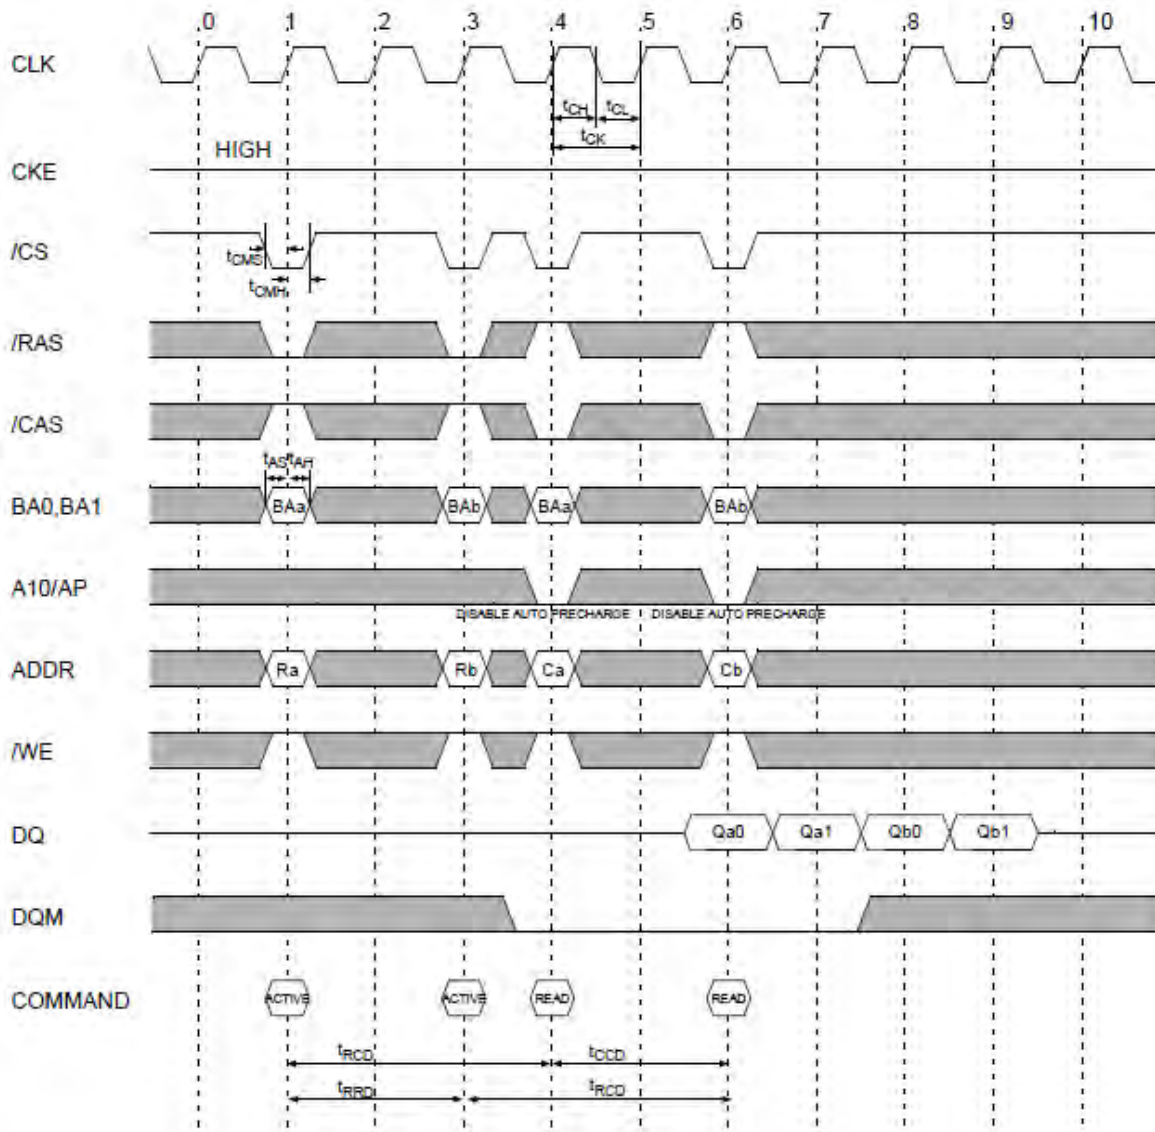 0 1 2 3 4 5 6 7 8 9 10
CLK
tCH tCL
tCK
HIGH
CKE
/CS
tCMS
tCMH
/RAS
/CAS
tAS tAH
BA0,BA1 BAa BAb BAa BAb
A10/AP
DISABLE AUTO PRECHARGE DISABLE AUTO PRECHARGE
ADDR Ra Rb Ca Cb
/WE
DQ Qa0 Qa1 Qb0 Qb1
DQM
COMMAND ACTIVE ACTIVE READ READ
tRCD tCCD
tRRD tRCD